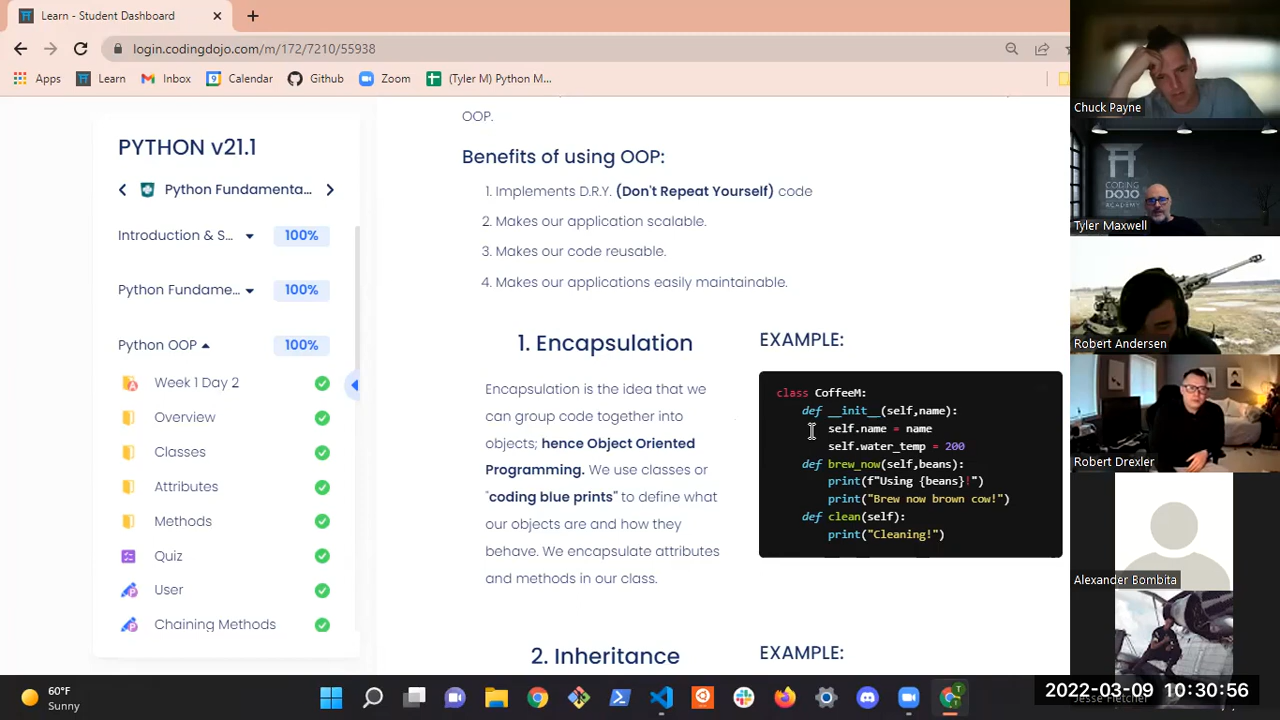 Learn - Student Dashboard
login.codingdojo.com/m/172/7210/55938
Apps
Learn
Inbox
Calendar
Github
Zoom
(Tyler M) Python M...
PYTHON v21.1
Python Fundamenta...
Introduction & S...
100%
Python Fundame...
100%
Python OOP
100%
Week 1 Day 2
Overview
Classes
Attributes
Methods
Quiz
User
Chaining Methods
OOP.
Benefits of using OOP:
1. Implements D.R.Y. (Don't Repeat Yourself) code
2. Makes our application scalable.
3. Makes our code reusable.
4. Makes our applications easily maintainable.
1. Encapsulation
Encapsulation is the idea that we
can group code together into
objects; hence Object Oriented
Programming. We use classes or
"coding blue prints" to define what
our objects are and how they
behave. We encapsulate attributes
and methods in our class.
EXAMPLE:
class CoffeeM:
def __init__(self,name):
self.name = name
self.water_temp = 200
def brew_now(self,beans):
print(f"Using {beans}!")
print("Brew now brown cow!")
def clean(self):
print("Cleaning!")
2. Inheritance
EXAMPLE:
Chuck Payne
CODING
DOJO
ACADEMY
Tyler Maxwell
Robert Andersen
Robert Drexler
Alexander Bombita
Jesse Fletcher
60°F
Sunny
2022-03-09 10:30:56